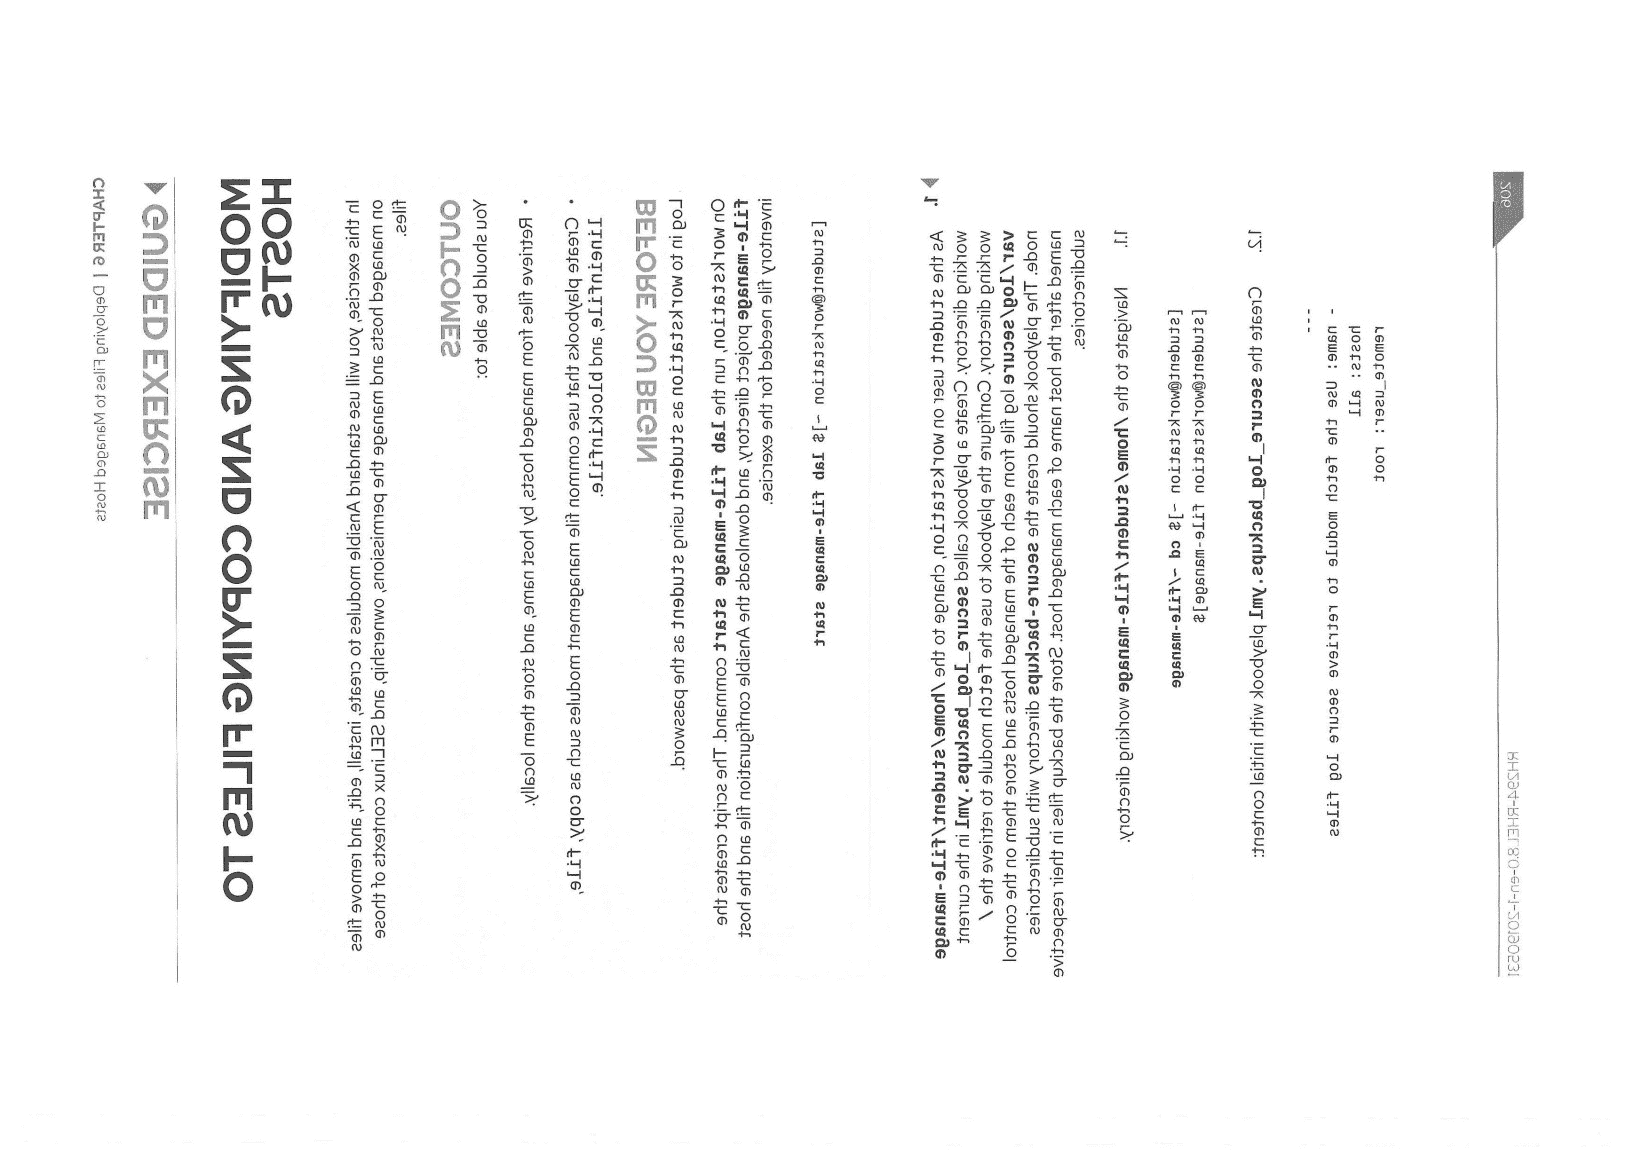 CHAPTER 6 | Deploying Files to Managed Hosts
GUIDED EXERCISE
MODIFYING AND COPYING FILES TO
HOSTS
In this exercise, you will use standard Ansible modules to create, install, edit, and remove files
on managed hosts and manage the permissions, ownership, and SELinux contexts of those
files.
OUTCOMES
You should be able to:
• Retrieve files from managed hosts, by host name, and store them locally.
• Create playbooks that use common file management modules such as copy, file,
lineinfile, and blockinfile.
BEFORE YOU BEGIN
Log in to workstation as student using student as the password.
On workstation, run the lab file-manage start command. The script creates the
file-manage project directory, and downloads the Ansible configuration file and the host
inventory file needed for the exercise.
[student@workstation ~]$ lab file-manage start
1. As the student user on workstation, change to the /home/student/file-manage
working directory. Create a playbook called secure_log_backups.yml in the current
working directory. Configure the playbook to use the fetch module to retrieve the /
var/log/secure log file from each of the managed hosts and store them on the control
node. The playbook should create the secure-backups directory with subdirectories
named after the host name of each managed host. Store the backup files in their respective
subdirectories.
1.1. Navigate to the /home/student/file-manage working directory.
[student@workstation ~]$ cd ~/file-manage
[student@workstation file-manage]$
1.2. Create the secure_log_backups.yml playbook with initial content:
---
- name: Use the fetch module to retrieve secure log files
hosts: all
remote_user: root
206
RH294-RHEL8.0-en-1-20190531